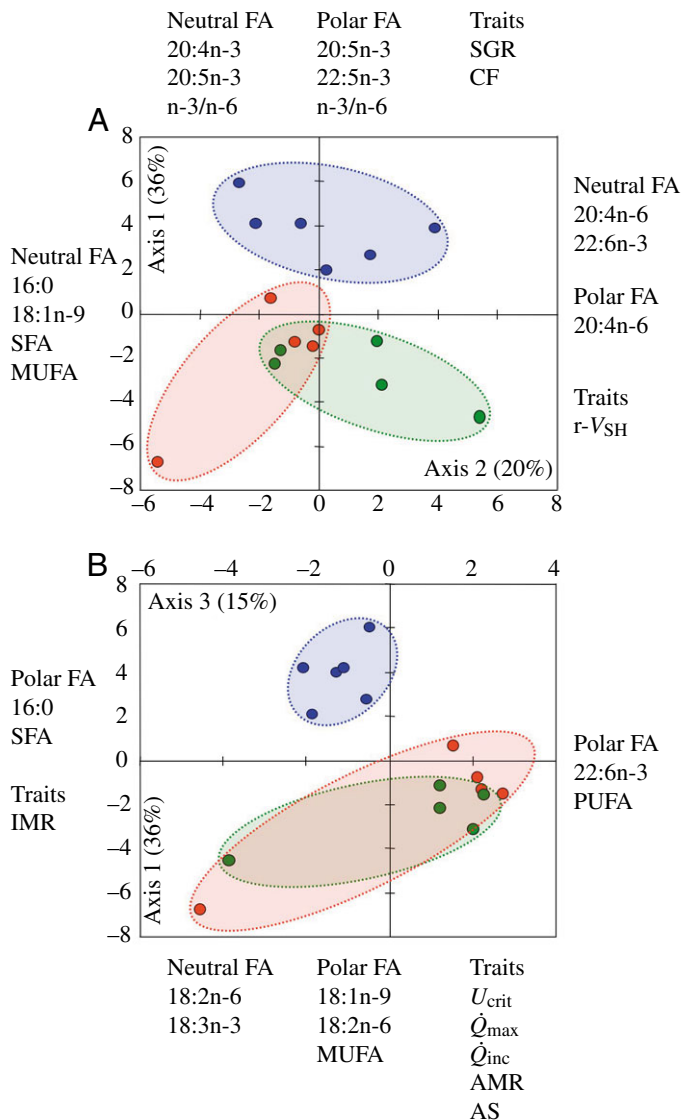 Neutral FA Polar FA Traits
20:4n-3 20:5n-3 SGR
20:5n-3 22:5n-3 CF
n-3/n-6 n-3/n-6
A
8
6
4
2
0
–2
–4
–6
–8
Axis 1 (36%)
Neutral FA
16:0
18:1n-9
SFA
MUFA
Neutral FA
20:4n-6
22:6n-3
Polar FA
20:4n-6
Traits
r-VSH
Axis 2 (20%)
–6 –4 –2 0 2 4 6 8
B
–6 –4 –2 0 2 4
Axis 3 (15%)
8
6
4
2
0
–2
–4
–6
–8
Polar FA
16:0
SFA
Traits
IMR
Axis 1 (36%)
Polar FA
22:6n-3
PUFA
Neutral FA Polar FA Traits
18:2n-6 18:1n-9 Ucrit
18:3n-3 18:2n-6 Q̇max
MUFA Q̇inc
AMR
AS